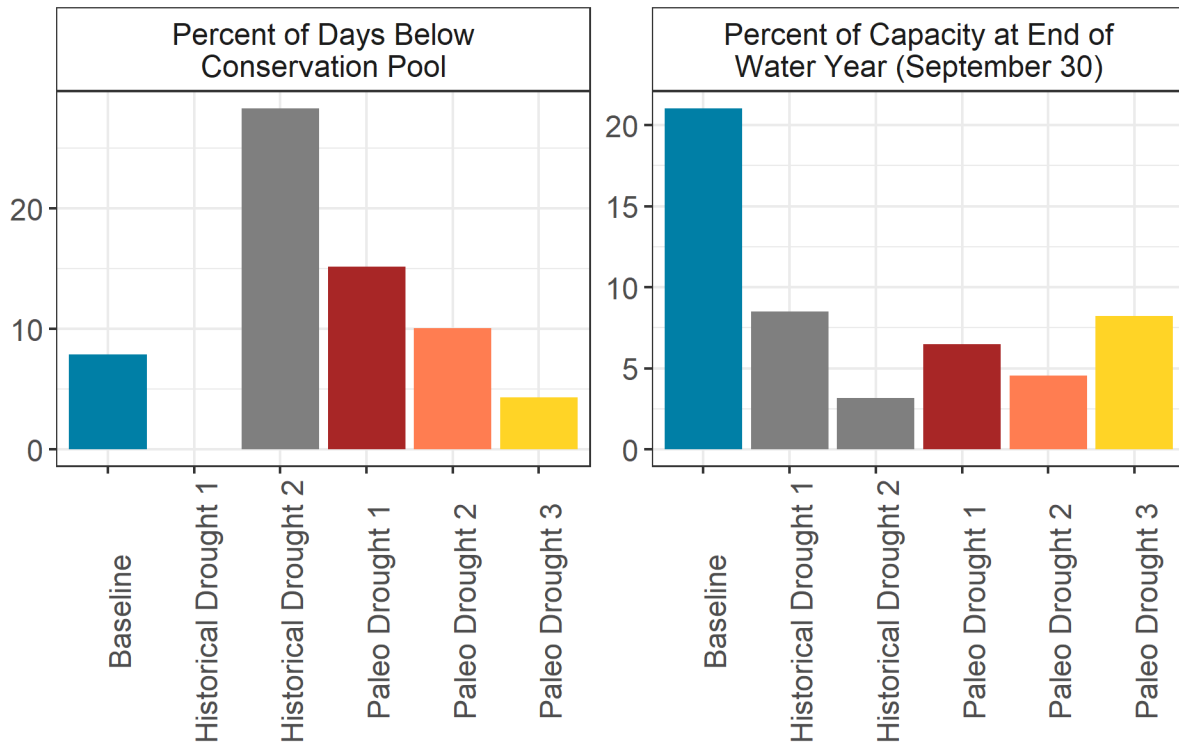 Percent of Days Below
Conservation Pool
20
10
0
Baseline
Historical Drought 1
Historical Drought 2
Paleo Drought 1
Paleo Drought 2
Paleo Drought 3
Percent of Capacity at End of
Water Year (September 30)
20
15
10
5
0
Baseline
Historical Drought 1
Historical Drought 2
Paleo Drought 1
Paleo Drought 2
Paleo Drought 3